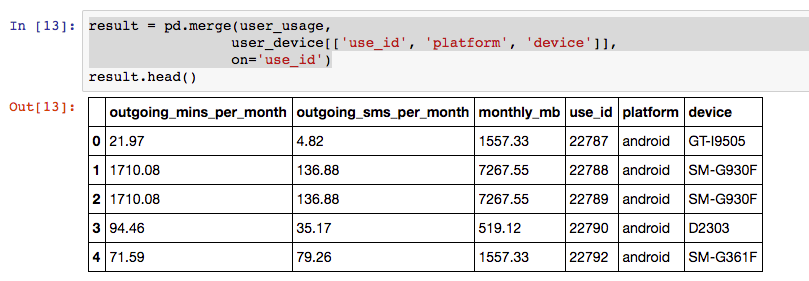 In [13]: result = pd.merge(user_usage,
user_device[['use_id', 'platform', 'device']],
on='use_id')
result.head()
Out[13]:
outgoing_mins_per_month outgoing_sms_per_month monthly_mb use_id platform device
0 21.97 4.82 1557.33 22787 android GT-I9505
1 1710.08 136.88 7267.55 22788 android SM-G930F
2 1710.08 136.88 7267.55 22789 android SM-G930F
3 94.46 35.17 519.12 22790 android D2303
4 71.59 79.26 1557.33 22792 android SM-G361F